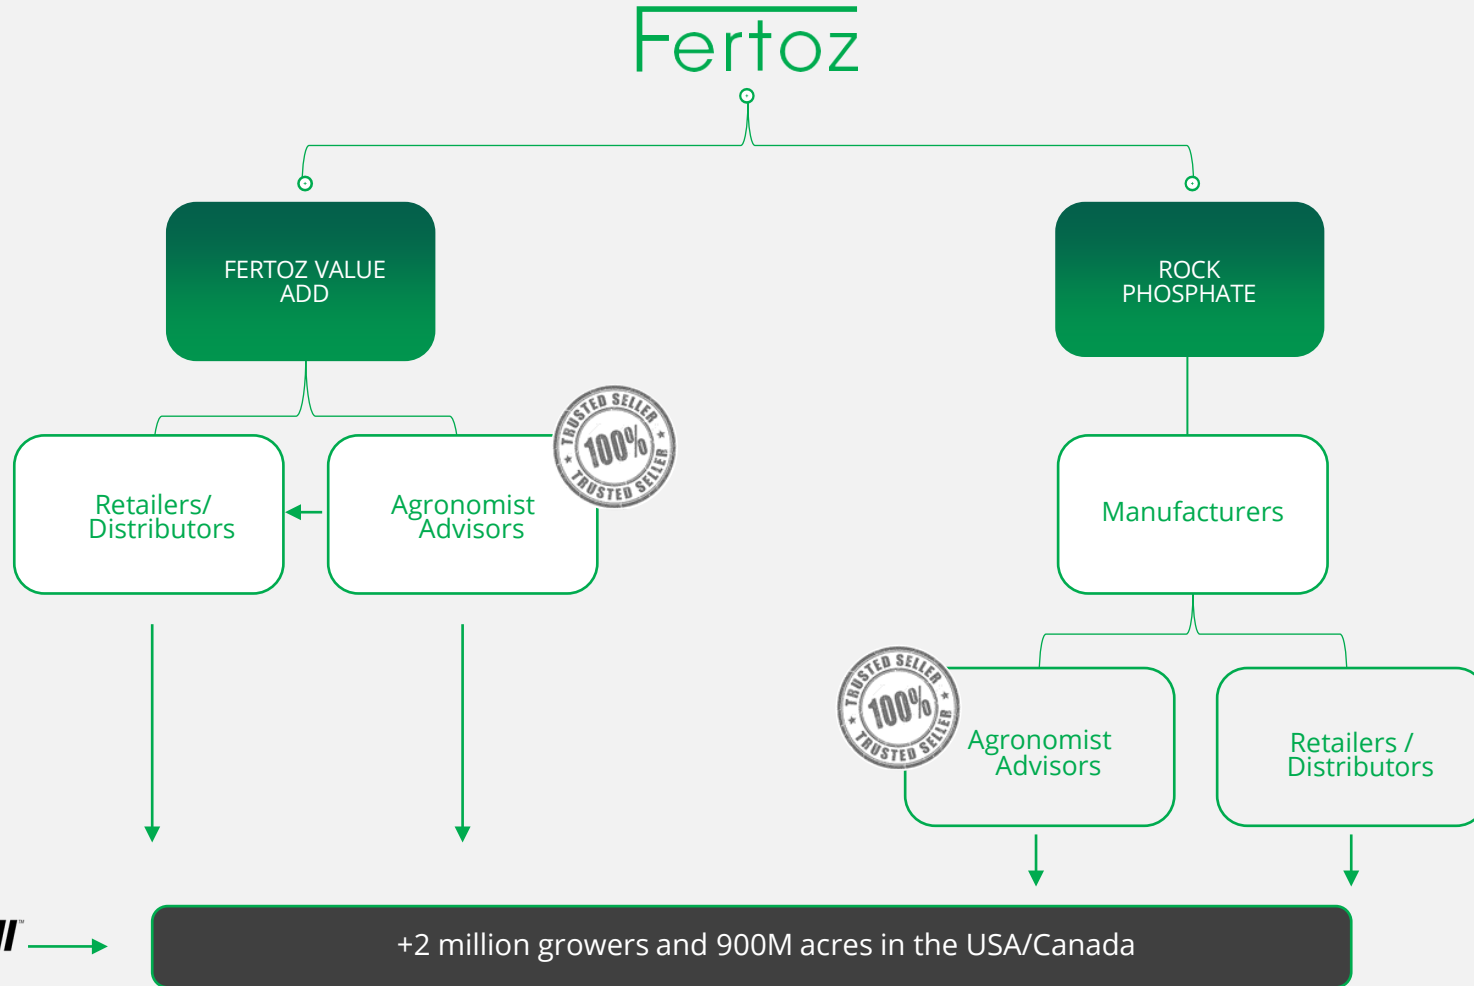 Fertoz
FERTOZ VALUE
ADD
ROCK
PHOSPHATE
TRUSTED SELLER
100%
TRUSTED SELLER
Retailers/
Distributors
Agronomist
Advisors
Manufacturers
TRUSTED SELLER
100%
TRUSTED SELLER
Agronomist
Advisors
Retailers /
Distributors
+2 million growers and 900M acres in the USA/Canada